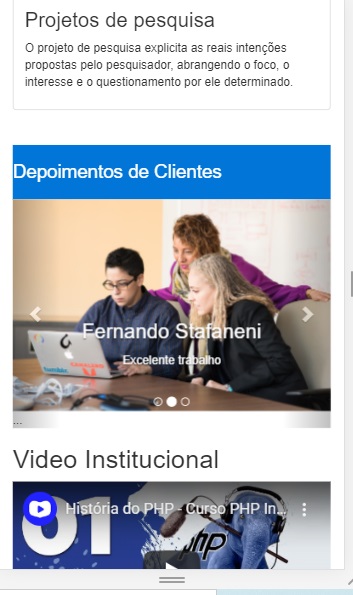 Projetos de pesquisa
O projeto de pesquisa explicita as reais intenções
propostas pelo pesquisador, abrangendo o foco, o
interesse e o questionamento por ele determinado.
Depoimentos de Clientes
Fernando Stafaneni
Excelente trabalho
...
Video Institucional
História do PHP - Curso PHP In...
01
php